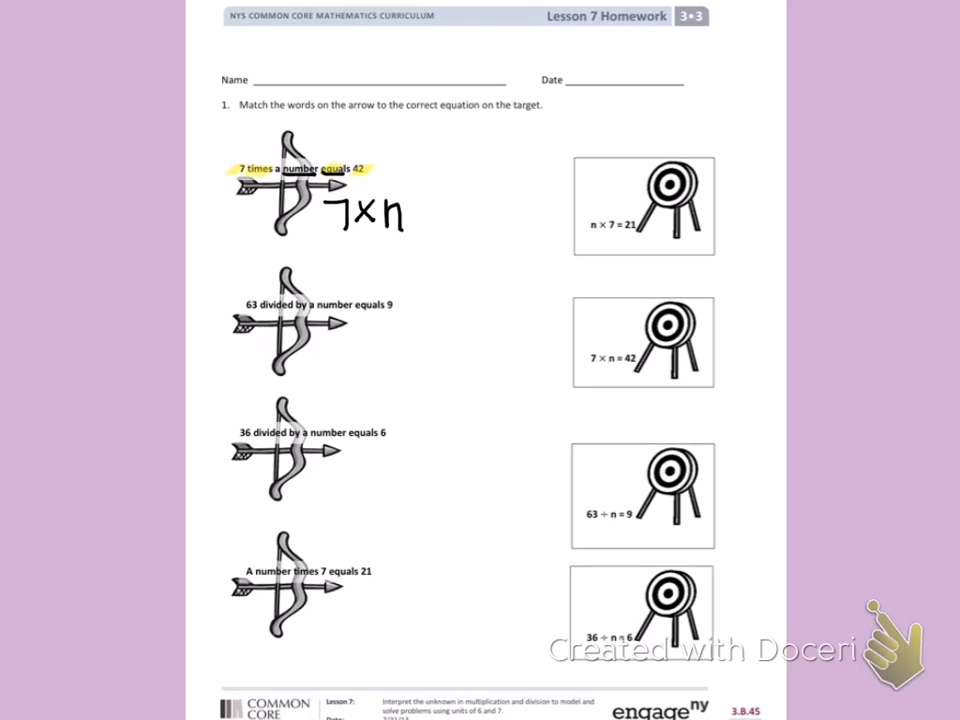 NYS COMMON CORE MATHEMATICS CURRICULUM
Lesson 7 Homework 3•3
Name
Date
1. Match the words on the arrow to the correct equation on the target.
7 times a number equals 42
7 × n
n × 7 = 21
63 divided by a number equals 9
7 × n = 42
36 divided by a number equals 6
63 ÷ n = 9
A number times 7 equals 21
36 ÷ n = 6
Created with Doceri
COMMON
CORE
Lesson 7:
Interpret the unknown in multiplication and division to model and
solve problems using units of 6 and 7.
engage ny
3.B.45